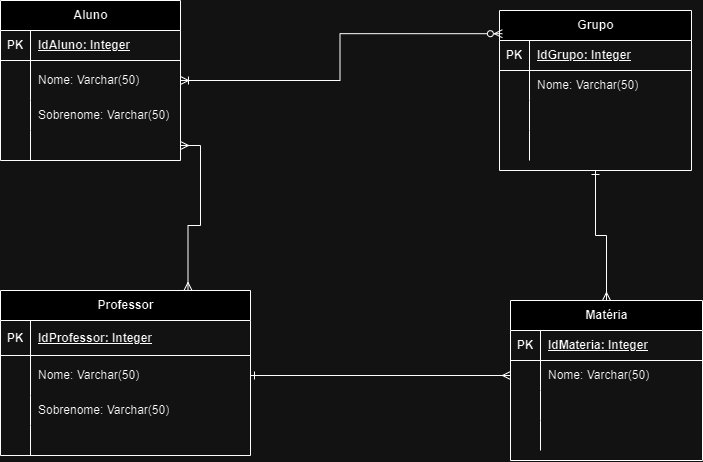 Aluno
PK IdAluno: Integer
Nome: Varchar(50)
Sobrenome: Varchar(50)
Grupo
PK IdGrupo: Integer
Nome: Varchar(50)
Professor
PK IdProfessor: Integer
Nome: Varchar(50)
Sobrenome: Varchar(50)
Matéria
PK IdMateria: Integer
Nome: Varchar(50)